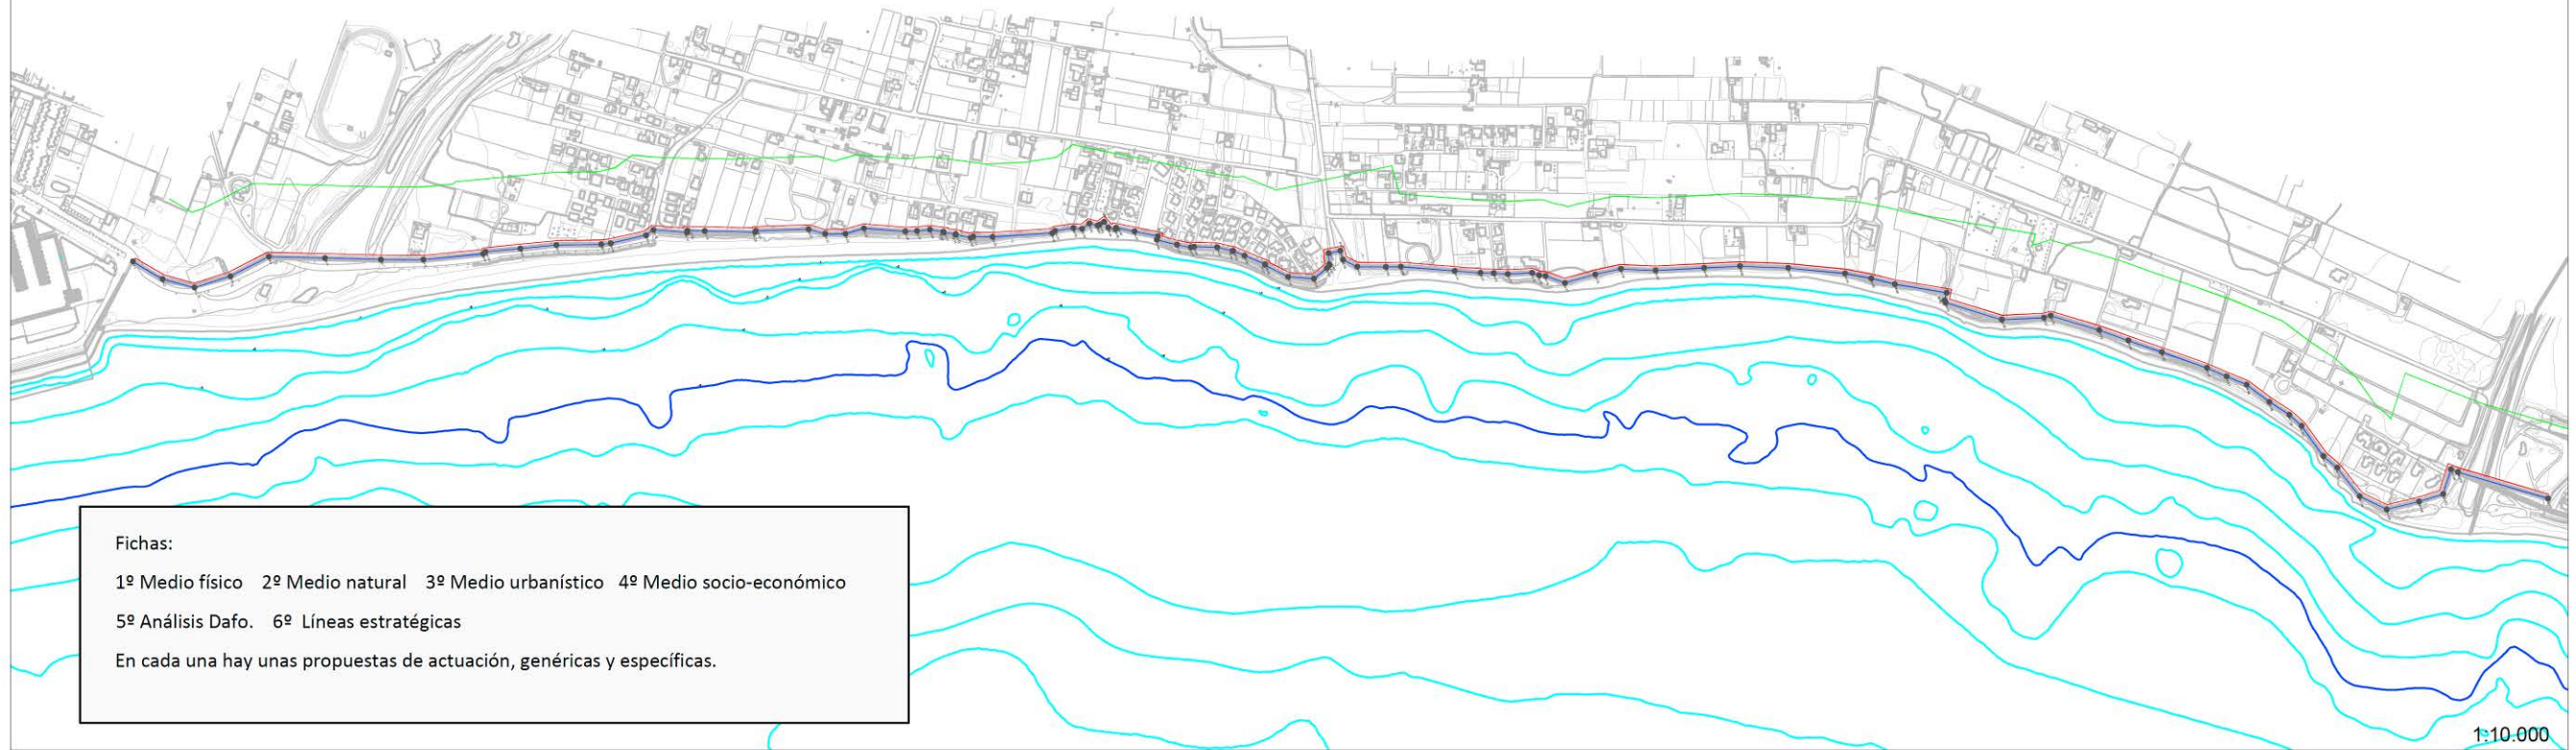 Fichas:
1º Medio físico 2º Medio natural 3º Medio urbanístico 4º Medio socio-económico
5º Análisis Dafo. 6º Líneas estratégicas
En cada una hay unas propuestas de actuación, genéricas y específicas.
1:10.000